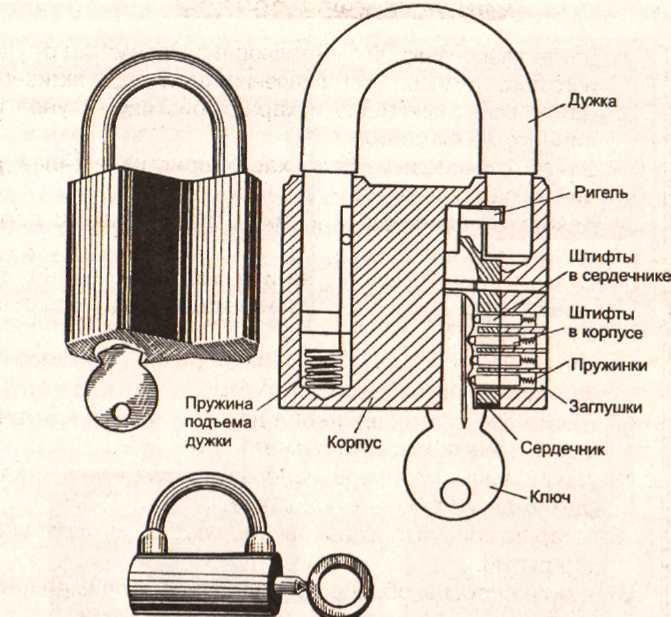 Дужка
Ригель
Штифты
в сердечнике
Штифты
в корпусе
Пружинки
Заглушки
Сердечник
Ключ
Пружина
подъема
дужки
Корпус